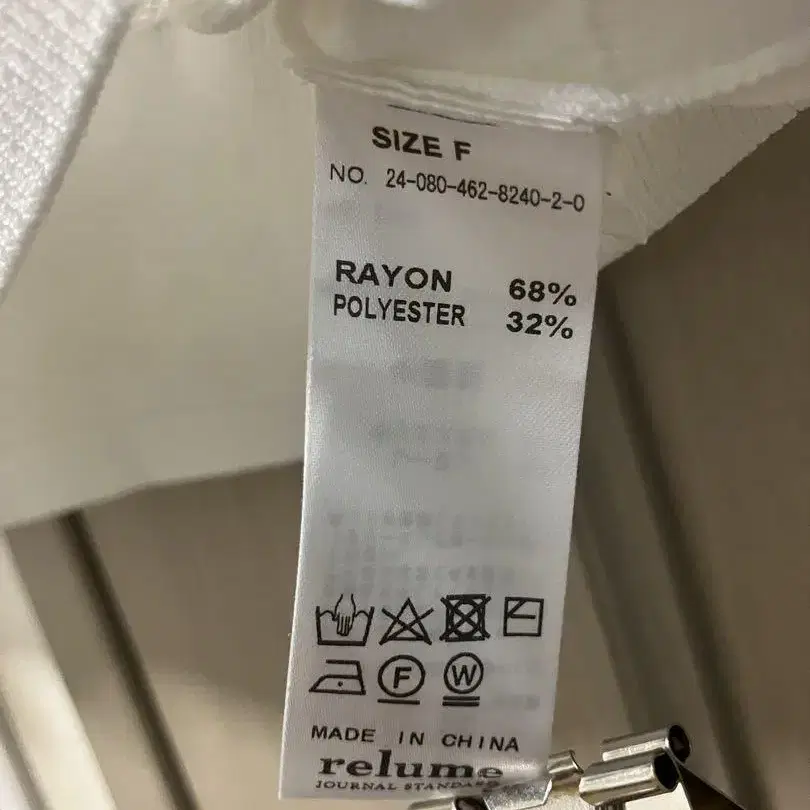 SIZE F
NO. 24-080-462-8240-2-0
RAYON 68%
POLYESTER 32%
F W
MADE IN CHINA
relume
JOURNAL STANDARD